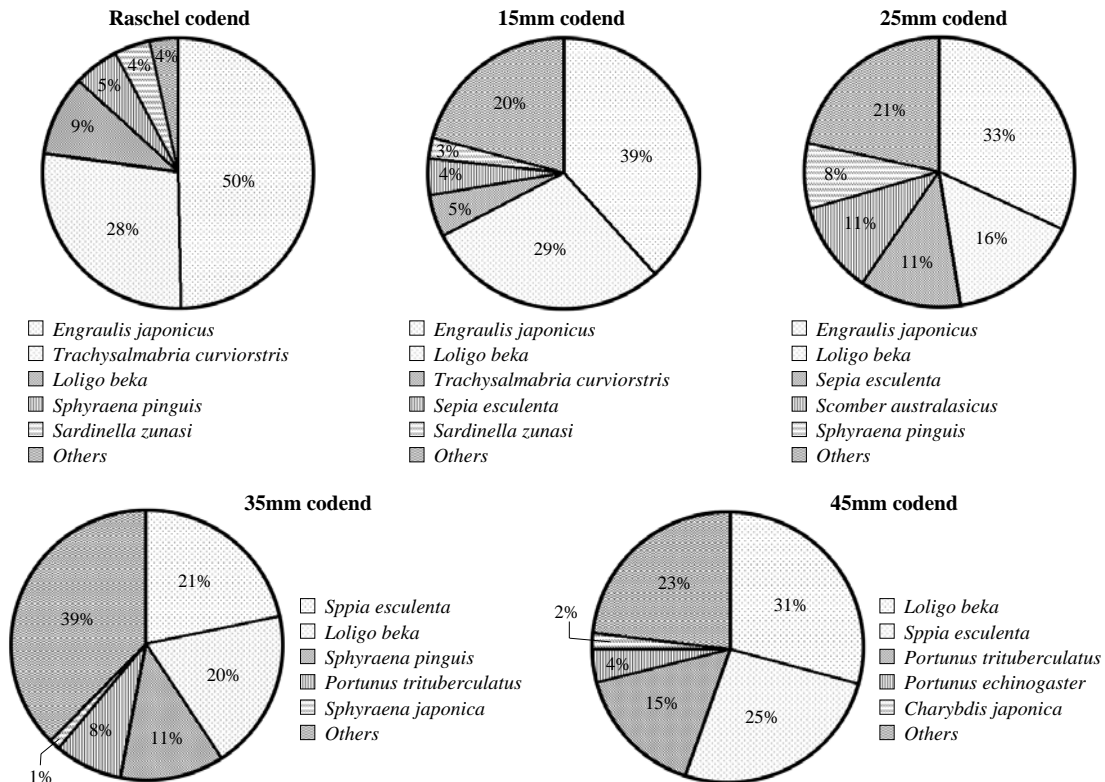 Raschel codend
50%
28%
9%
5%
4%
4%
Engraulis japonicus
Trachysalmabria curviorstris
Loligo beka
Sphyraena pinguis
Sardinella zunasi
Others
15mm codend
39%
29%
5%
4%
3%
20%
Engraulis japonicus
Loligo beka
Trachysalmabria curviorstris
Sepia esculenta
Sardinella zunasi
Others
25mm codend
33%
16%
11%
11%
8%
21%
Engraulis japonicus
Loligo beka
Sepia esculenta
Scomber australasicus
Sphyraena pinguis
Others
35mm codend
21%
20%
11%
8%
1%
39%
Sppia esculenta
Loligo beka
Sphyraena pinguis
Portunus trituberculatus
Sphyraena japonica
Others
45mm codend
31%
25%
15%
4%
2%
23%
Loligo beka
Sppia esculenta
Portunus trituberculatus
Portunus echinogaster
Charybdis japonica
Others